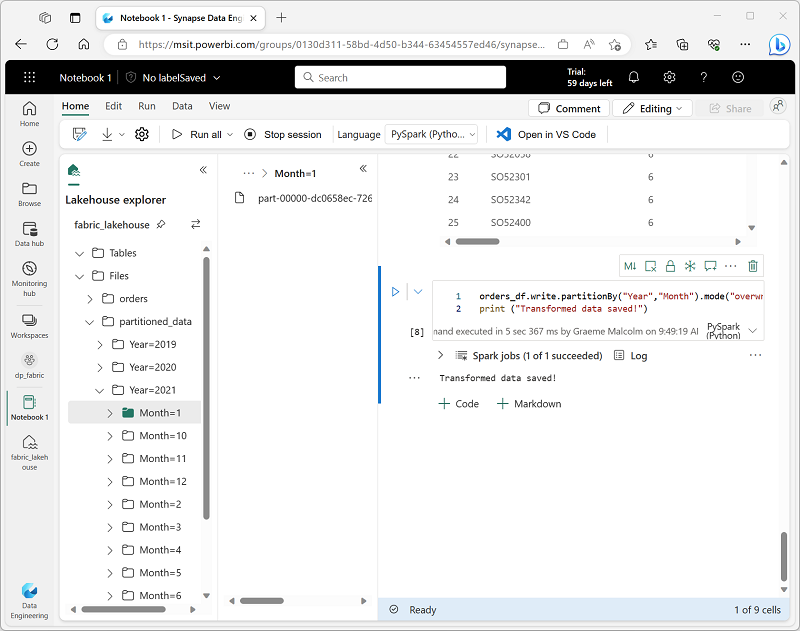 Notebook 1 - Synapse Data Eng
https://msit.powerbi.com/groups/0130d311-58bd-4d50-b344-63454557ed46/synapse...
Notebook 1
No label Saved
Search
Trial:
59 days left
Home
Edit
Run
Data
View
Comment
Editing
Share
Run all
Stop session
Language
PySpark (Pytho...
Open in VS Code
Home
Create
Browse
Data hub
Monitoring
hub
Workspaces
dp_fabric
Notebook 1
fabric_lakeh
ouse
Data
Engineering
Lakehouse explorer
fabric_lakehouse
Tables
Files
orders
partitioned_data
Year=2019
Year=2020
Year=2021
Month=1
Month=10
Month=11
Month=12
Month=2
Month=3
Month=4
Month=5
Month=6
... > Month=1
part-00000-dc0658ec-726
22 SO52058 6
23 SO52301 6
24 SO52342 6
25 SO52400 6
M↓
1 orders_df.write.partitionBy("Year","Month").mode("overwr
2 print ("Transformed data saved!")
[8]
mand executed in 5 sec 367 ms by Graeme Malcolm on 9:49:19 AM
PySpark
(Python)
Spark jobs (1 of 1 succeeded)
Log
Transformed data saved!
+ Code
+ Markdown
Ready
1 of 9 cells